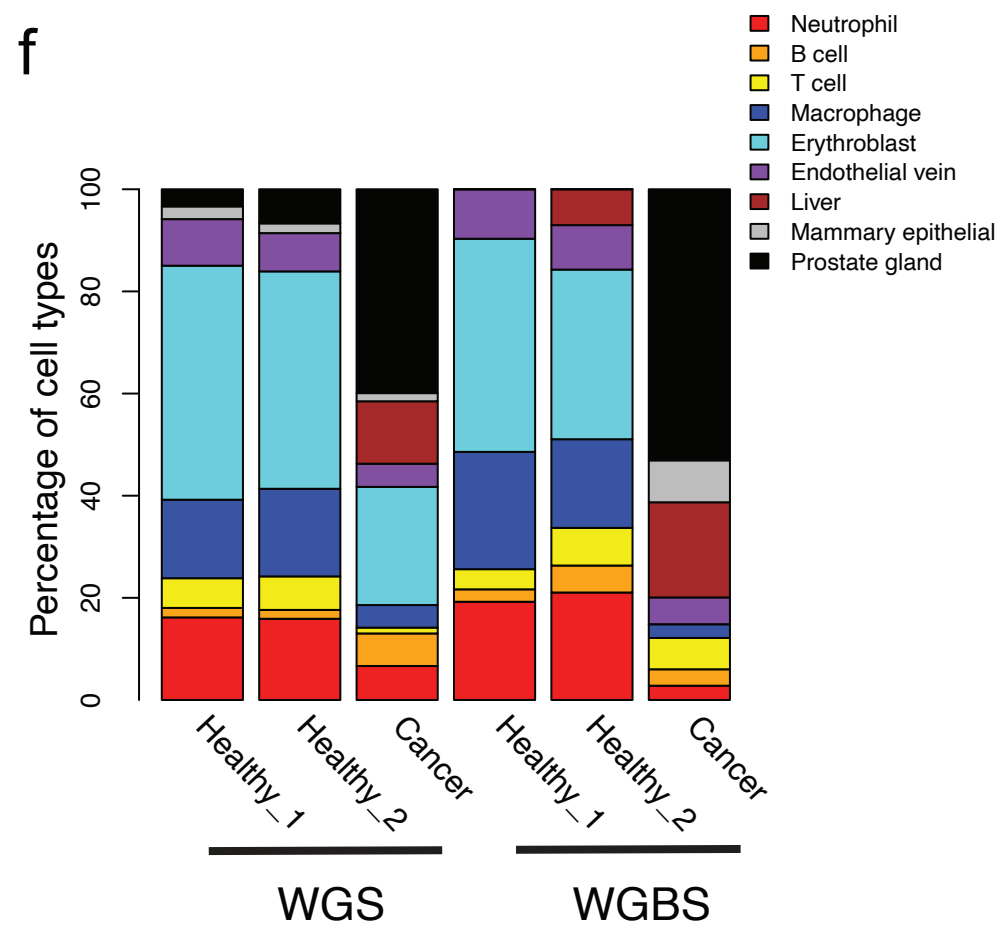 f
Neutrophil
B cell
T cell
Macrophage
Erythroblast
Endothelial vein
Liver
Mammary epithelial
Prostate gland
Percentage of cell types
100
80
60
40
20
0
Healthy_1
Healthy_2
Cancer
Healthy_1
Healthy_2
Cancer
WGS
WGBS